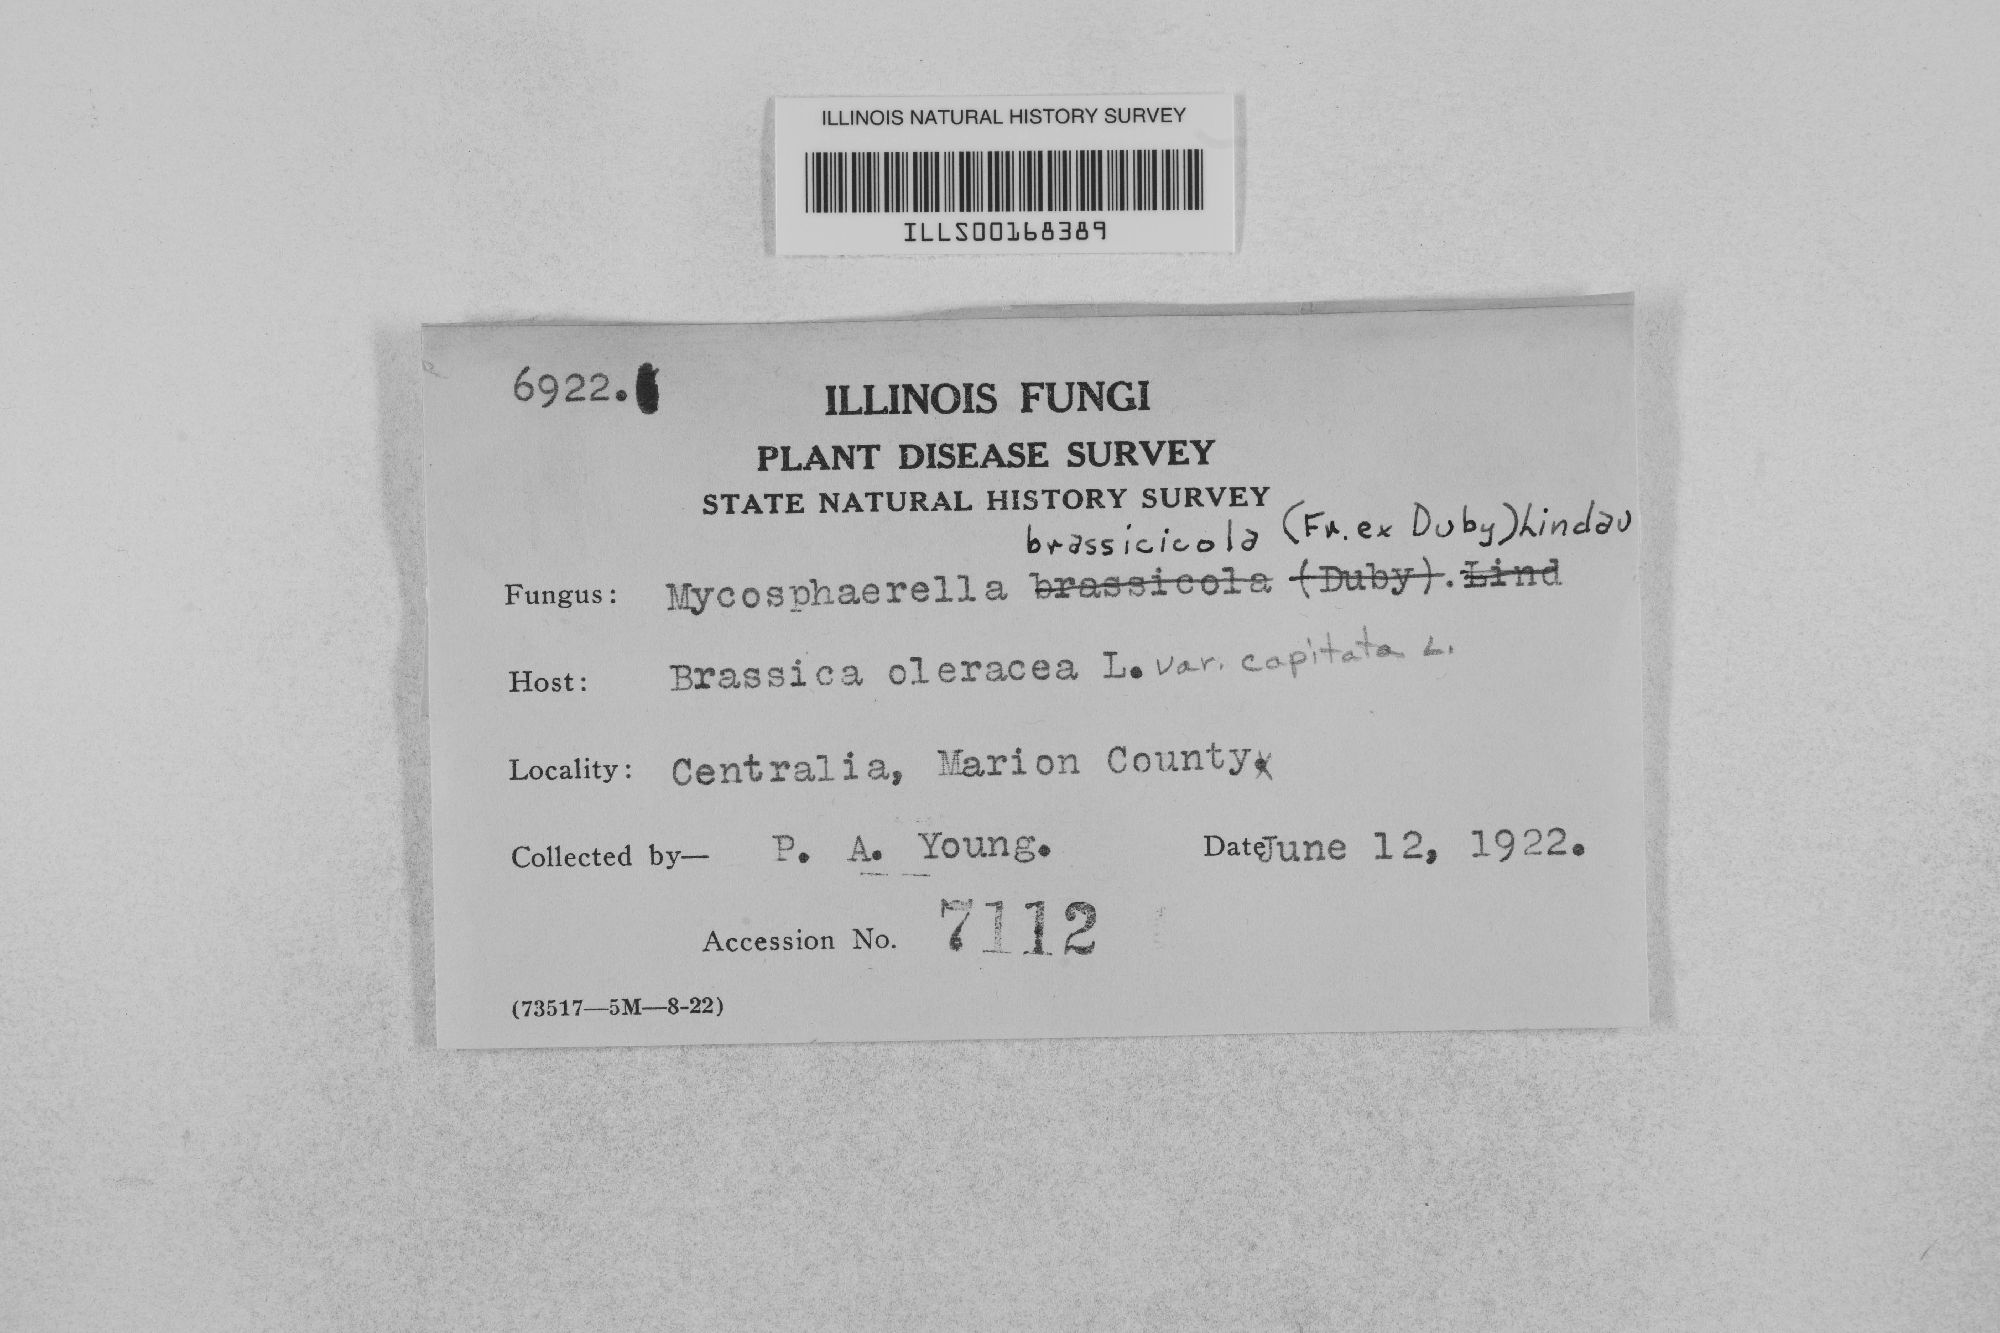 ILLINOIS NATURAL HISTORY SURVEY
ILLS00168389
6922.
ILLINOIS FUNGI
PLANT DISEASE SURVEY
STATE NATURAL HISTORY SURVEY
brassicicola (Fr. ex Duby) Lindau
Fungus: Mycosphaerella brassicola (Duby). Lind
Host: Brassica oleracea L. var. capitata L.
Locality: Centralia, Marion County.
Collected by— P. A. Young. Date June 12, 1922.
Accession No. 7112
(73517—5M—8-22)